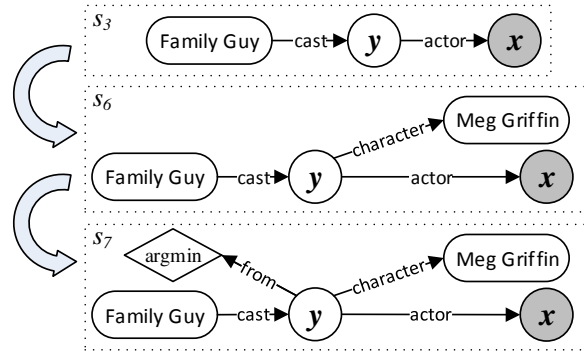 s3
Family Guy cast y actor x
s6
Meg Griffin
character
Family Guy cast y actor x
s7
argmin
Meg Griffin
from
character
Family Guy cast y actor x